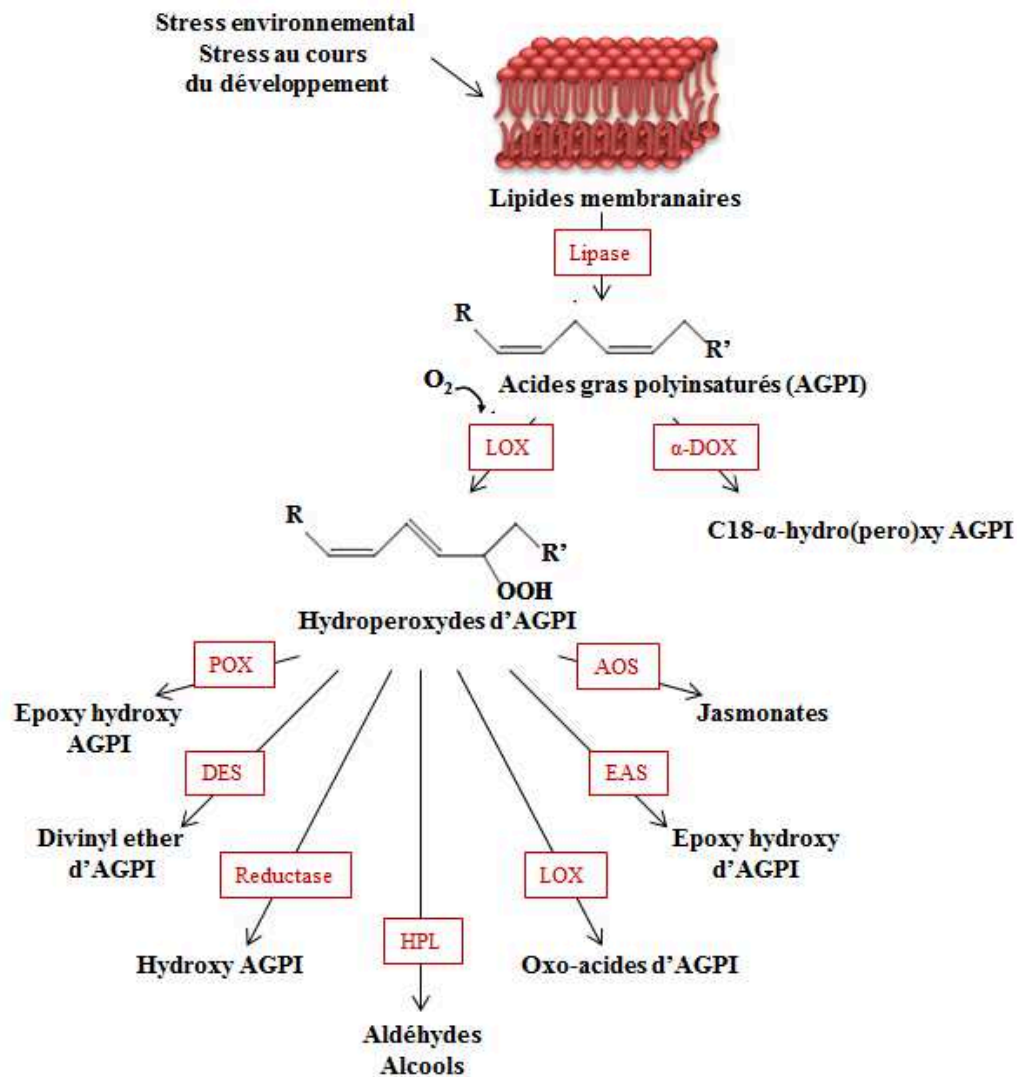 Stress environnemental
Stress au cours
du développement
Lipides membranaires
Lipase
R
R’
O2
Acides gras polyinsaturés (AGPI)
LOX
α-DOX
R
R’
OOH
C18-α-hydro(pero)xy AGPI
Hydroperoxydes d’AGPI
POX
AOS
Epoxy hydroxy
AGPI
Jasmonates
DES
EAS
Divinyl ether
d’AGPI
Epoxy hydroxy
d’AGPI
Reductase
LOX
HPL
Hydroxy AGPI
Oxo-acides d’AGPI
Aldéhydes
Alcools